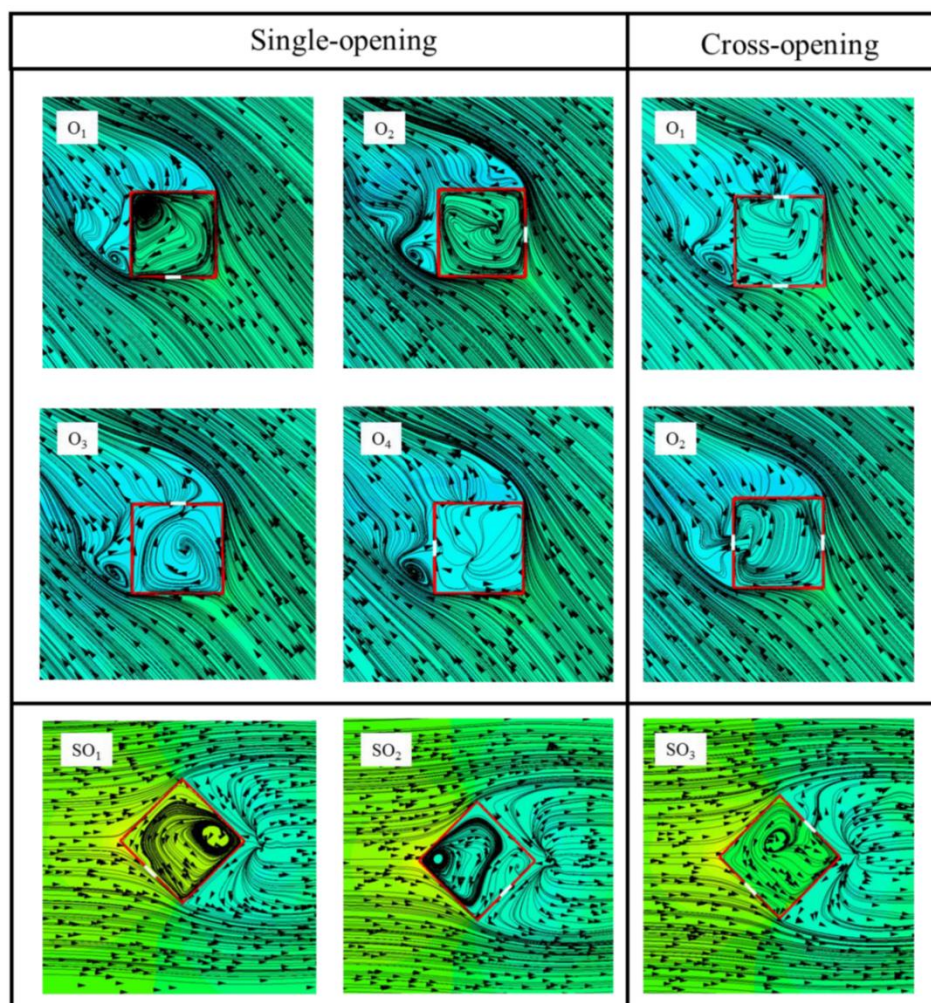 Single-opening
Cross-opening
O₁
O₂
O₁
O₃
O₄
O₂
SO₁
SO₂
SO₃